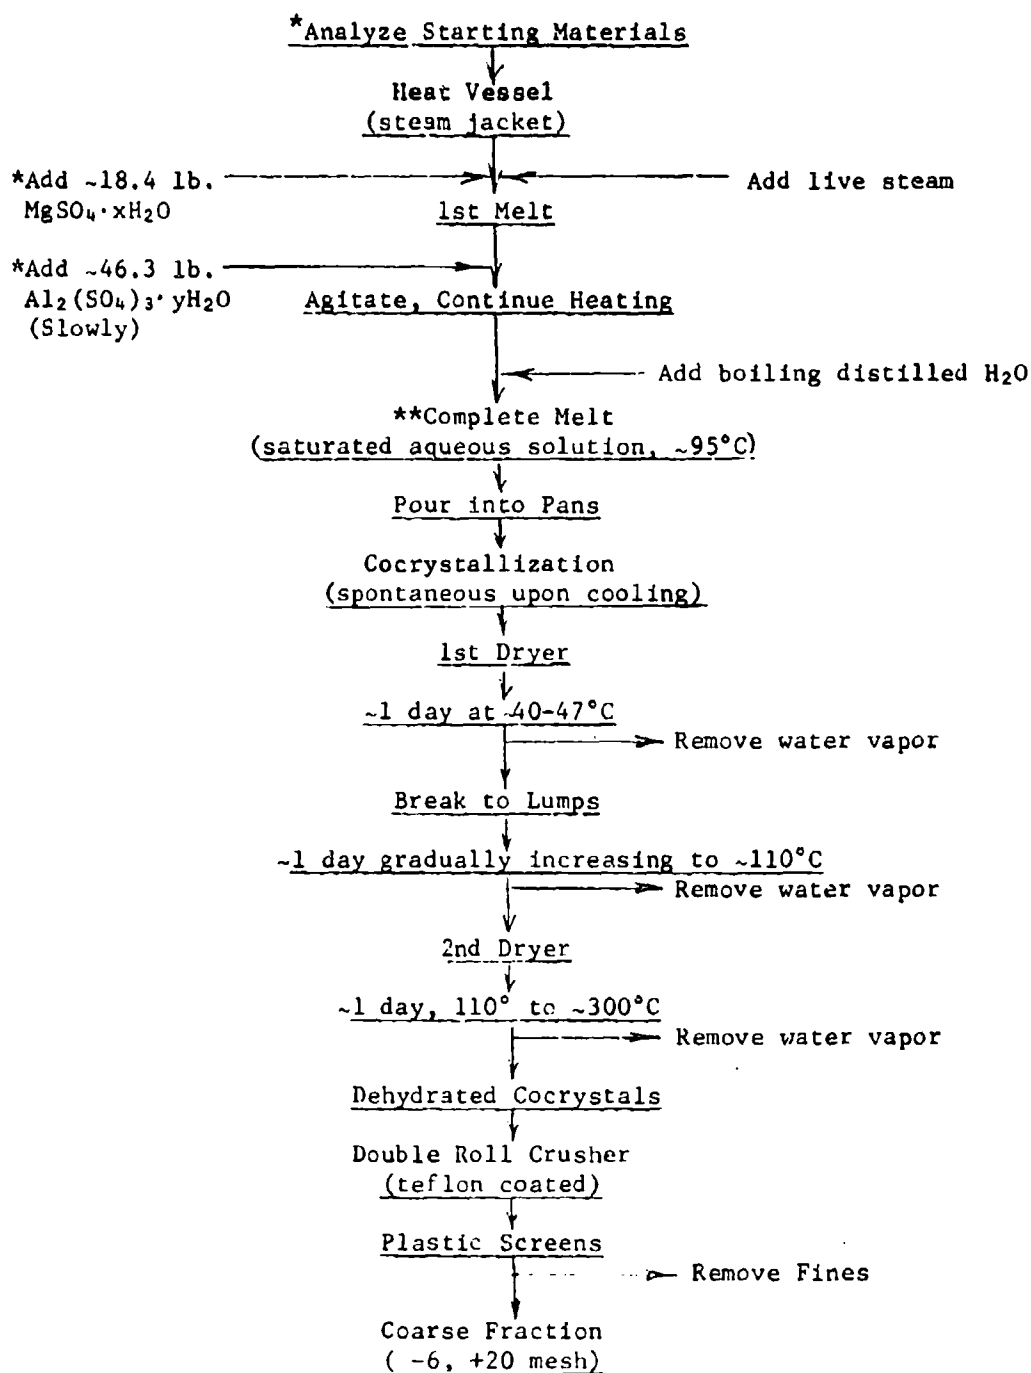 *Analyze Starting Materials
Heat Vessel
(steam jacket)
*Add ~18.4 lb.
MgSO₄·xH₂O
Add live steam
1st Melt
*Add ~46.3 lb.
Al₂(SO₄)₃·yH₂O
(Slowly)
Agitate, Continue Heating
Add boiling distilled H₂O
**Complete Melt
(saturated aqueous solution, ~95°C)
Pour into Pans
Cocrystallization
(spontaneous upon cooling)
1st Dryer
~1 day at ~40-47°C
Remove water vapor
Break to Lumps
~1 day gradually increasing to ~110°C
Remove water vapor
2nd Dryer
~1 day, 110° to ~300°C
Remove water vapor
Dehydrated Cocrystals
Double Roll Crusher
(teflon coated)
Plastic Screens
Remove Fines
Coarse Fraction
( -6, +20 mesh)